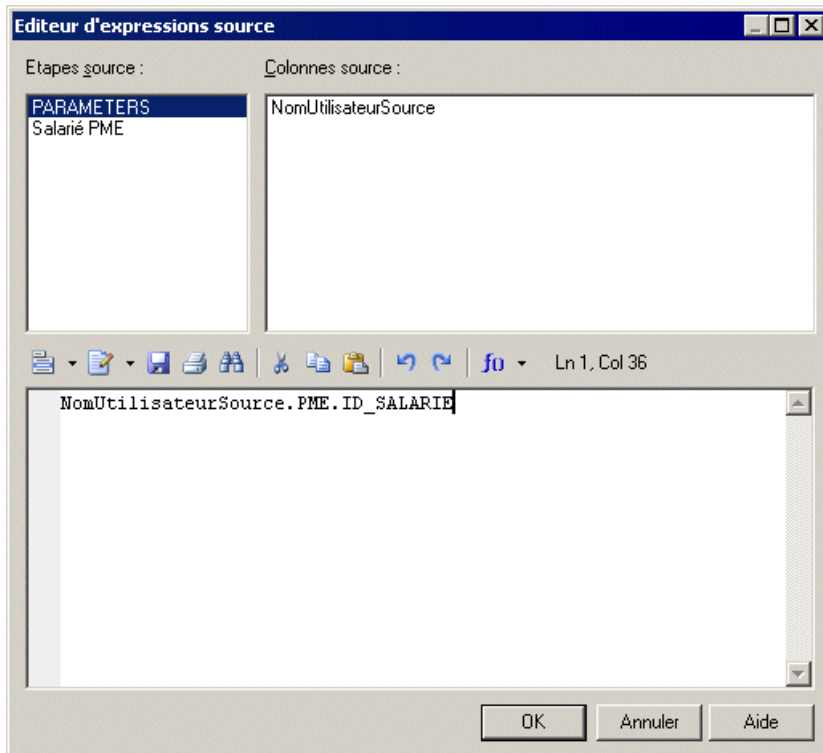 Editeur d'expressions source
Etapes source :
Colonnes source :
PARAMETERS
Salarié PME
NomUtilisateurSource
f() Ln 1, Col 36
NomUtilisateurSource.PME.ID_SALARIE
OK Annuler Aide